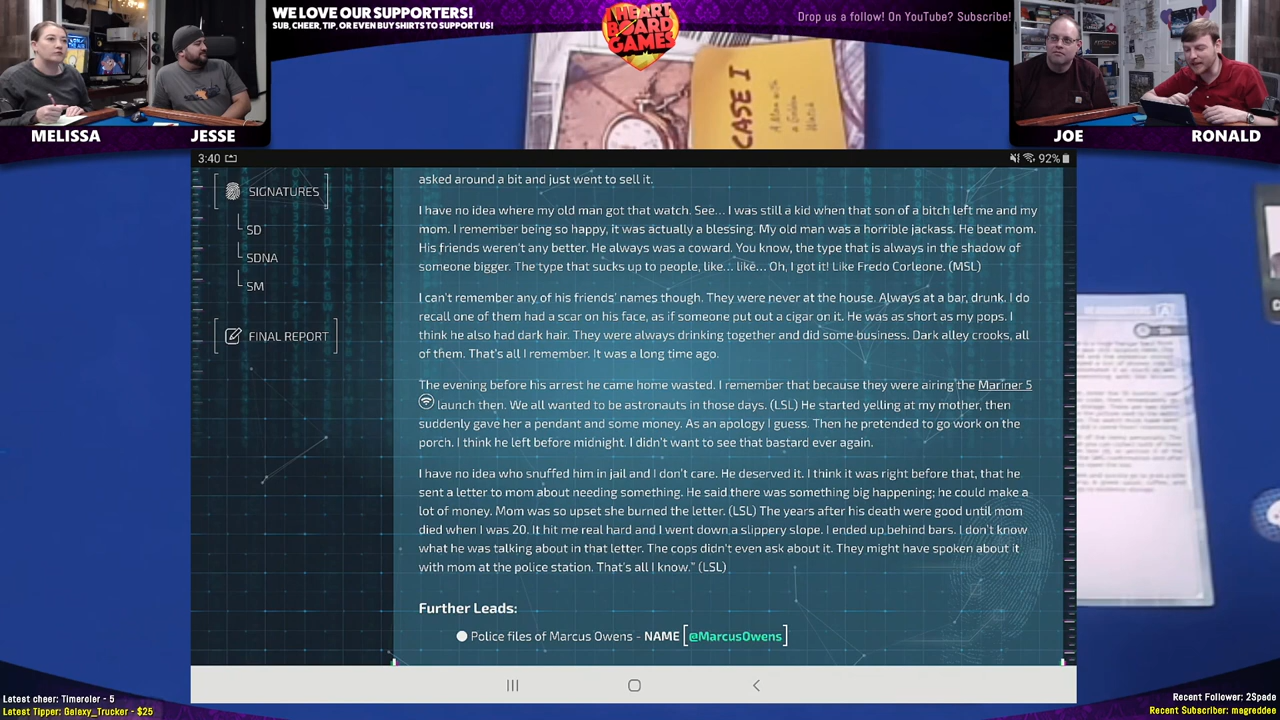 WE LOVE OUR SUPPORTERS!
SUB, CHEER, TIP, OR EVEN BUY SHIRTS TO SUPPORT US!
I HEART
BOARD
GAMES
Drop us a follow! On YouTube? Subscribe!
MELISSA
JESSE
JOE
RONALD
CASE I
A Man with
a Golden
Watch
3:40
92%
SIGNATURES
SD
SDNA
SM
FINAL REPORT
asked around a bit and just went to sell it.
I have no idea where my old man got that watch. See... I was still a kid when that son of a bitch left me and my
mom. I remember being so happy, it was actually a blessing. My old man was a horrible jackass. He beat mom.
His friends weren't any better. He always was a coward. You know, the type that is always in the shadow of
someone bigger. The type that sucks up to people, like... like... Oh, I got it! Like Fredo Corleone. (MSL)
I can't remember any of his friends' names though. They were never at the house. Always at a bar, drunk. I do
recall one of them had a scar on his face, as if someone put out a cigar on it. He was as short as my pops. I
think he also had dark hair. They were always drinking together and did some business. Dark alley crooks, all
of them. That's all I remember. It was a long time ago.
The evening before his arrest he came home wasted. I remember that because they were airing the Mariner 5
launch then. We all wanted to be astronauts in those days. (LSL) He started yelling at my mother, then
suddenly gave her a pendant and some money. As an apology I guess. Then he pretended to go work on the
porch. I think he left before midnight. I didn't want to see that bastard ever again.
I have no idea who snuffed him in jail and I don't care. He deserved it. I think it was right before that, that he
sent a letter to mom about needing something. He said there was something big happening; he could make a
lot of money. Mom was so upset she burned the letter. (LSL) The years after his death were good until mom
died when I was 20. It hit me real hard and I went down a slippery slope. I ended up behind bars. I don't know
what he was talking about in that letter. The cops didn't even ask about it. They might have spoken about it
with mom at the police station. That's all I know." (LSL)
Further Leads:
Police files of Marcus Owens - NAME [@MarcusOwens]
Latest cheer: Timeroler - 5
Latest Tipper: Galaxy_Trucker - $25
Recent Follower: 2Spade
Recent Subscriber: magreddee